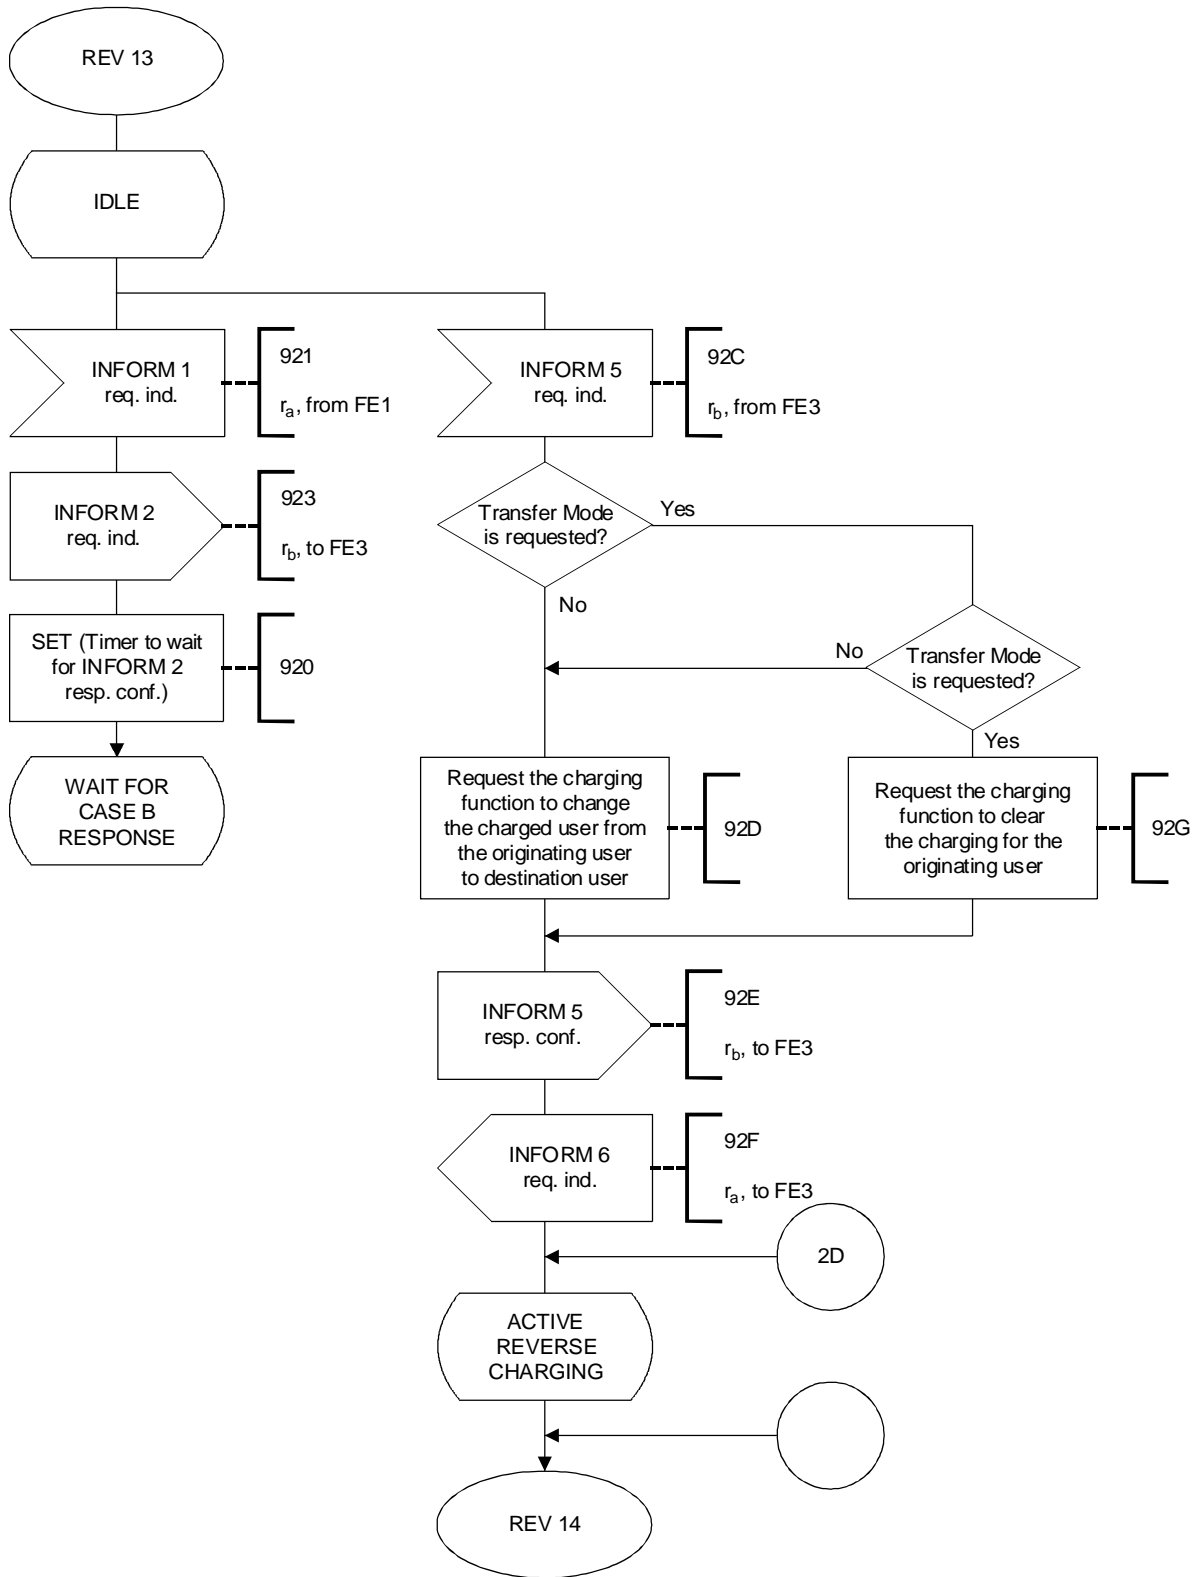 REV 13
IDLE
INFORM 1
req. ind.
921
rₐ, from FE1
INFORM 5
req. ind.
92C
r_b, from FE3
INFORM 2
req. ind.
923
r_b, to FE3
Transfer Mode
is requested?
Yes
No
SET (Timer to wait
for INFORM 2
resp. conf.)
920
No
Transfer Mode
is requested?
Yes
WAIT FOR
CASE B
RESPONSE
Request the charging
function to change
the charged user from
the originating user
to destination user
92D
Request the charging
function to clear
the charging for the
originating user
92G
INFORM 5
resp. conf.
92E
r_b, to FE3
INFORM 6
req. ind.
92F
rₐ, to FE3
2D
ACTIVE
REVERSE
CHARGING
REV 14